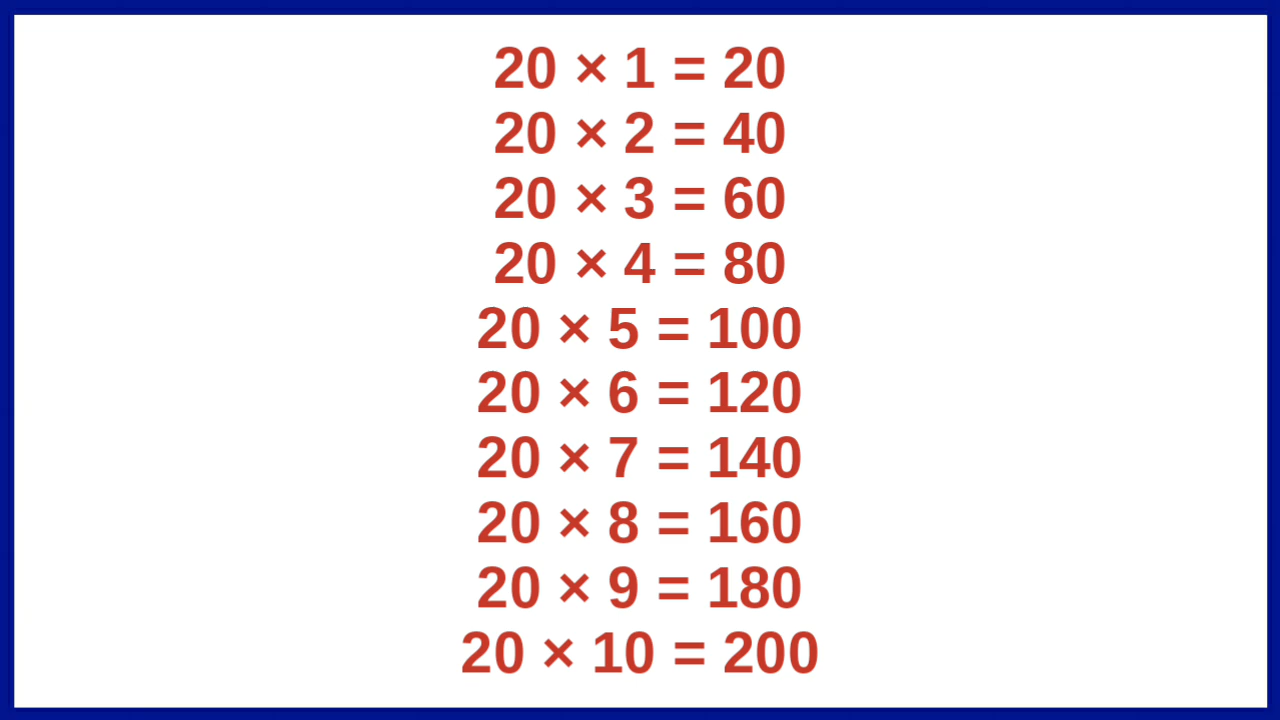 20 × 1 = 20
20 × 2 = 40
20 × 3 = 60
20 × 4 = 80
20 × 5 = 100
20 × 6 = 120
20 × 7 = 140
20 × 8 = 160
20 × 9 = 180
20 × 10 = 200